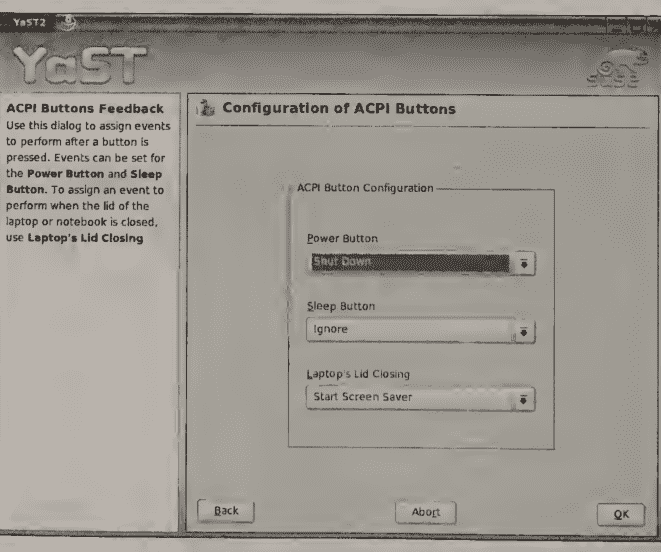 YaST2
YaST
SUSE
ACPI Buttons Feedback
Use this dialog to assign events
to perform after a button is
pressed. Events can be set for
the Power Button and Sleep
Button. To assign an event to
perform when the lid of the
laptop or notebook is closed,
use Laptop's Lid Closing
Configuration of ACPI Buttons
ACPI Button Configuration
Power Button
Shut Down
Sleep Button
Ignore
Laptop's Lid Closing
Start Screen Saver
Back
Abort
OK